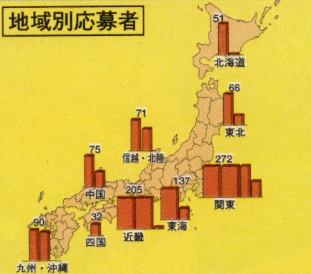 地域別応募者
51
北海道
66
東北
71
信越・北陸
75
中国
272
関東
137
東海
205
近畿
32
四国
90
九州・沖縄